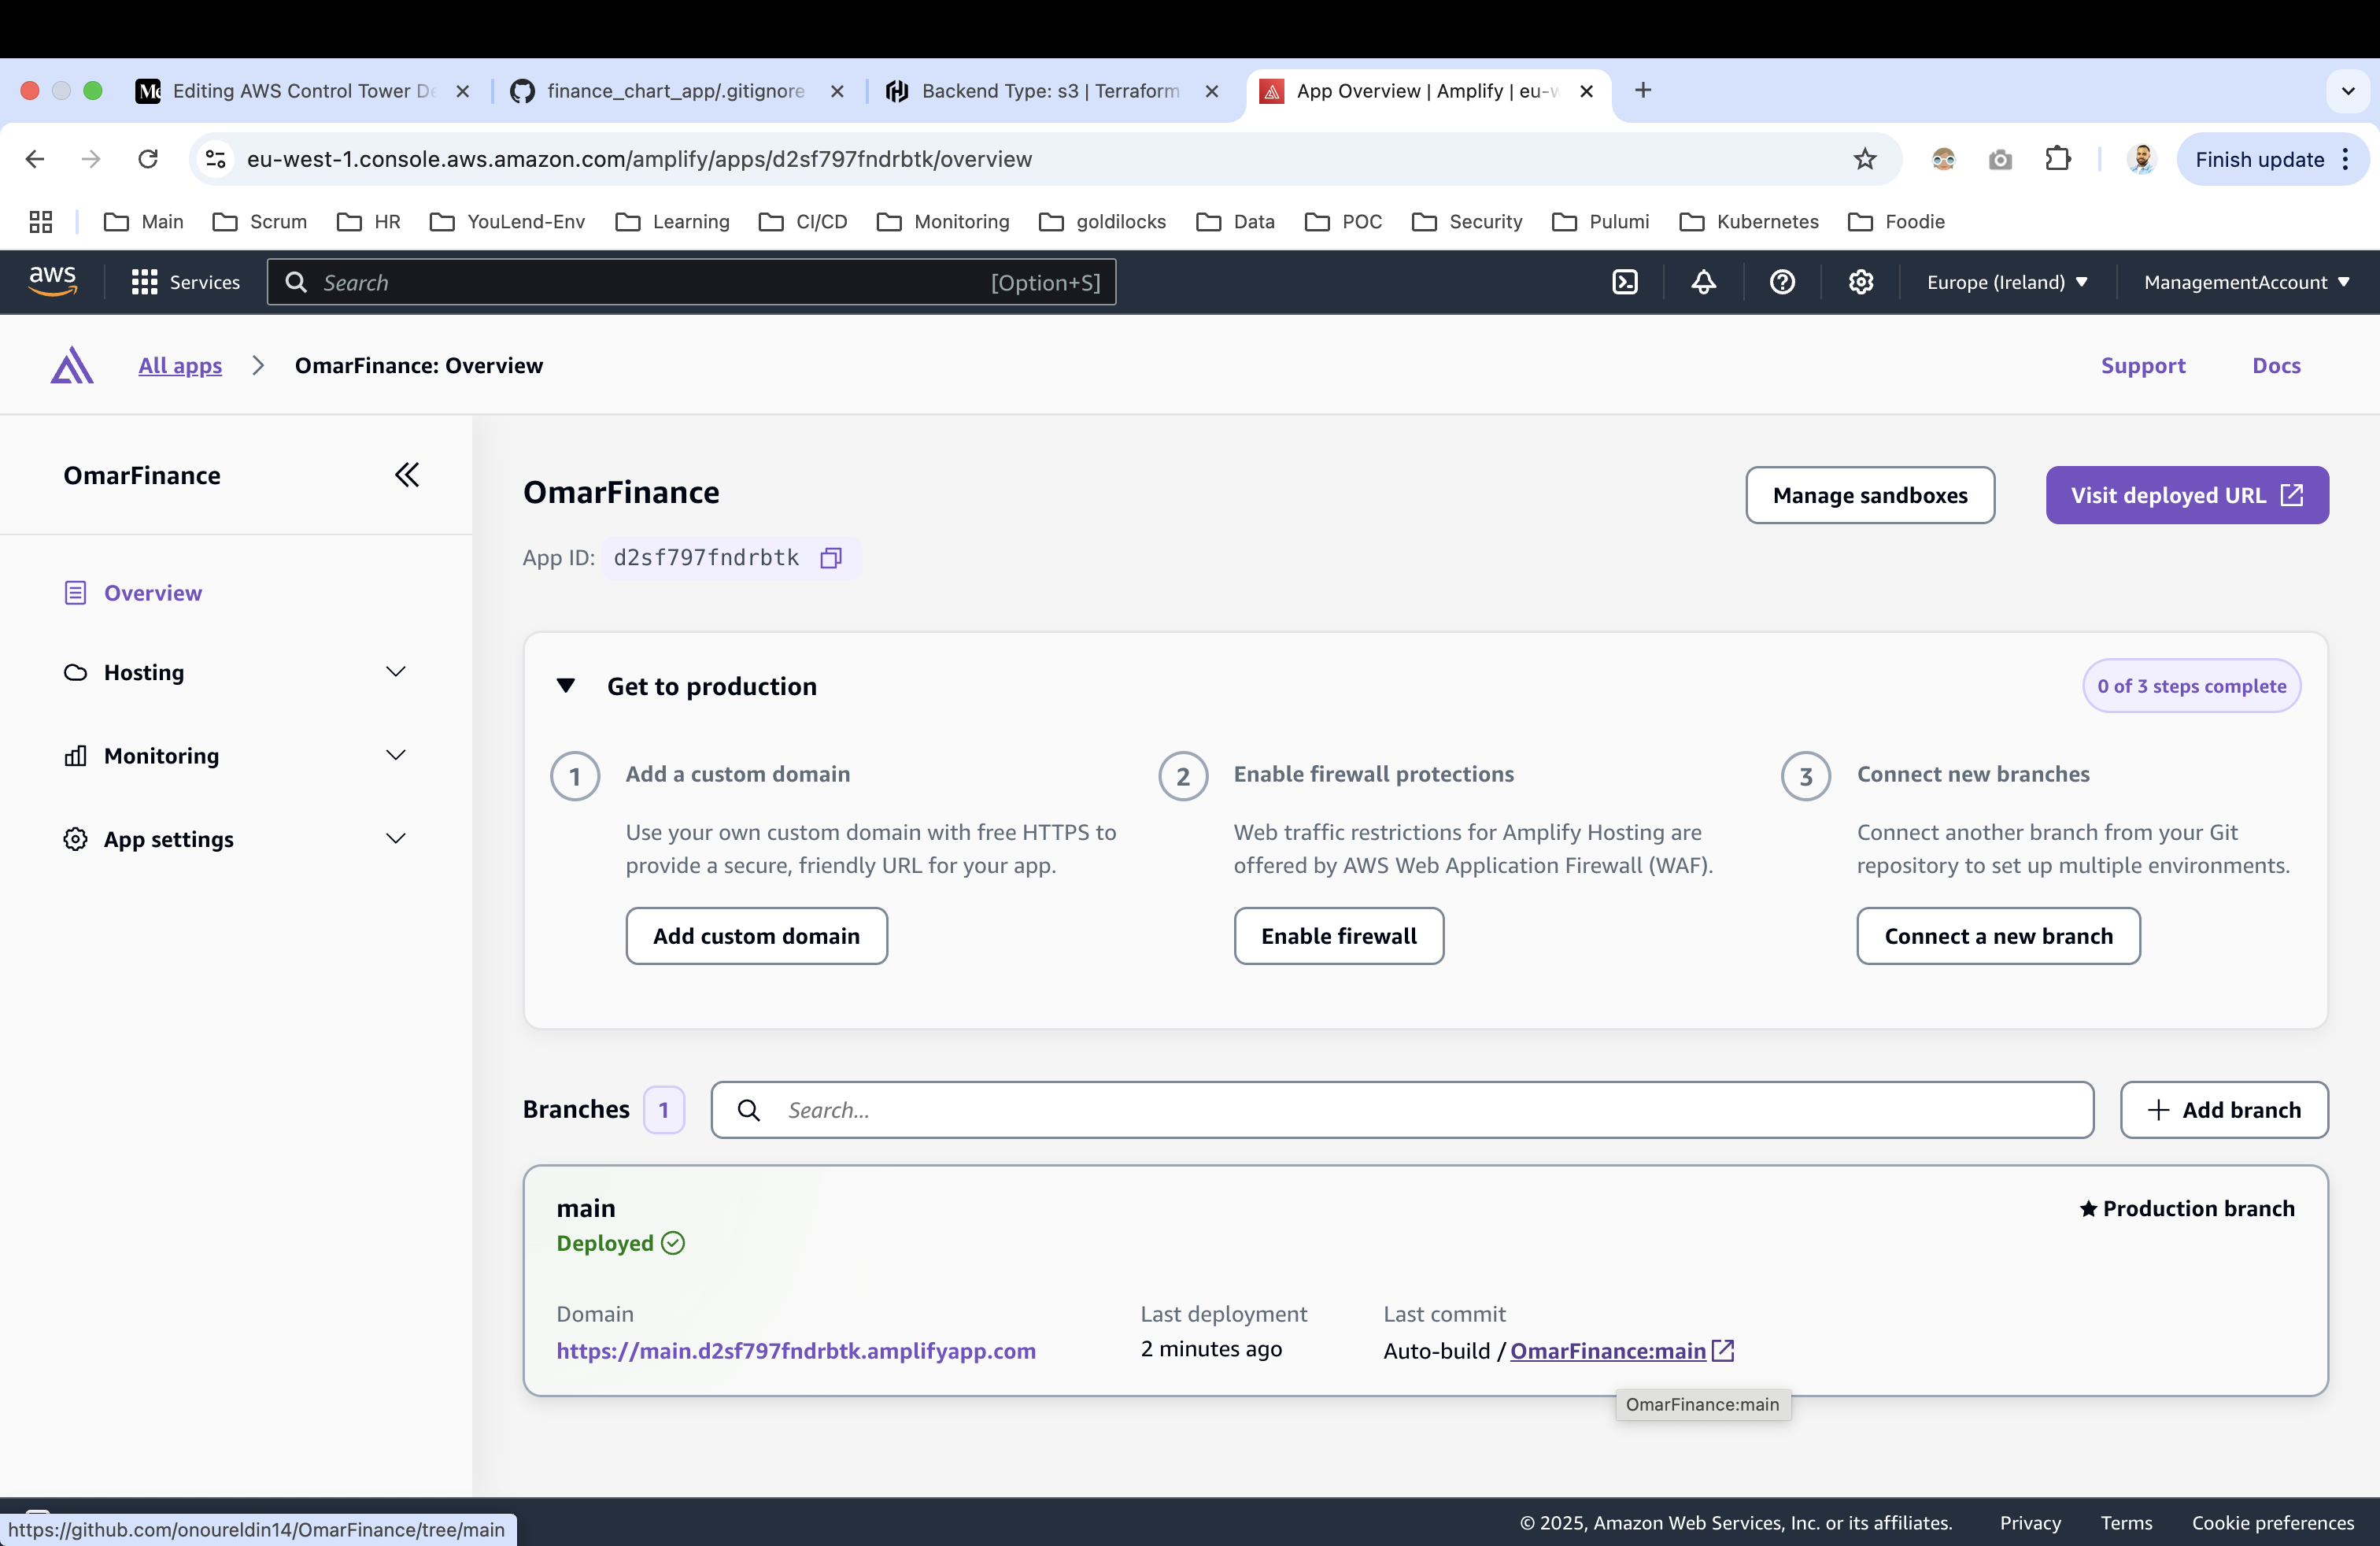 Editing AWS Control Tower De
finance_chart_app/.gitignore
Backend Type: s3 | Terraform
App Overview | Amplify | eu-w
eu-west-1.console.aws.amazon.com/amplify/apps/d2sf797fndrbtk/overview
Finish update
Main
Scrum
HR
YouLend-Env
Learning
CI/CD
Monitoring
goldilocks
Data
POC
Security
Pulumi
Kubernetes
Foodie
aws
Services
Search
[Option+S]
Europe (Ireland)
ManagementAccount
All apps
OmarFinance: Overview
Support
Docs
OmarFinance
Overview
Hosting
Monitoring
App settings
OmarFinance
Manage sandboxes
Visit deployed URL
App ID: d2sf797fndrbtk
Get to production
0 of 3 steps complete
1
Add a custom domain
Use your own custom domain with free HTTPS to
provide a secure, friendly URL for your app.
Add custom domain
2
Enable firewall protections
Web traffic restrictions for Amplify Hosting are
offered by AWS Web Application Firewall (WAF).
Enable firewall
3
Connect new branches
Connect another branch from your Git
repository to set up multiple environments.
Connect a new branch
Branches 1
Search...
Add branch
main
Deployed
Production branch
Domain
https://main.d2sf797fndrbtk.amplifyapp.com
Last deployment
2 minutes ago
Last commit
Auto-build / OmarFinance:main
OmarFinance:main
https://github.com/onoureldin14/OmarFinance/tree/main
© 2025, Amazon Web Services, Inc. or its affiliates.
Privacy
Terms
Cookie preferences